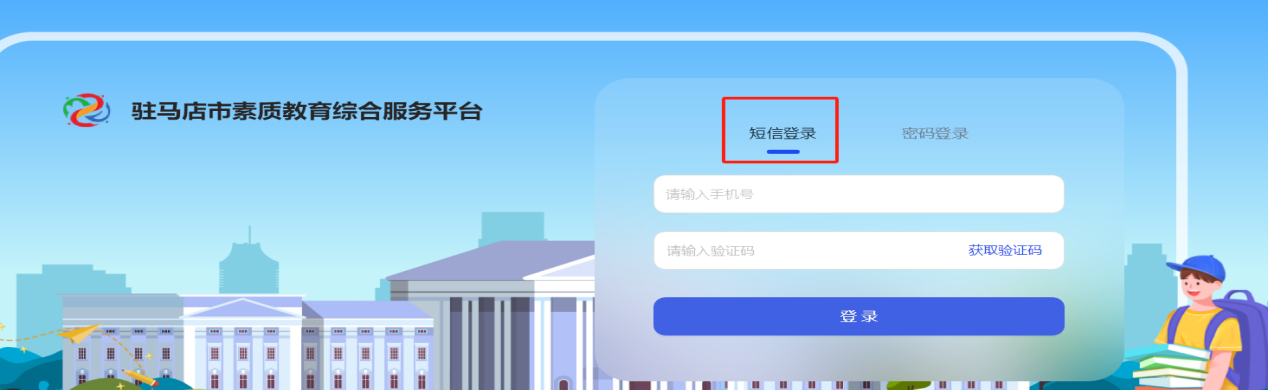 驻马店市素质教育综合服务平台
短信登录 密码登录
请输入手机号
请输入验证码 获取验证码
登录